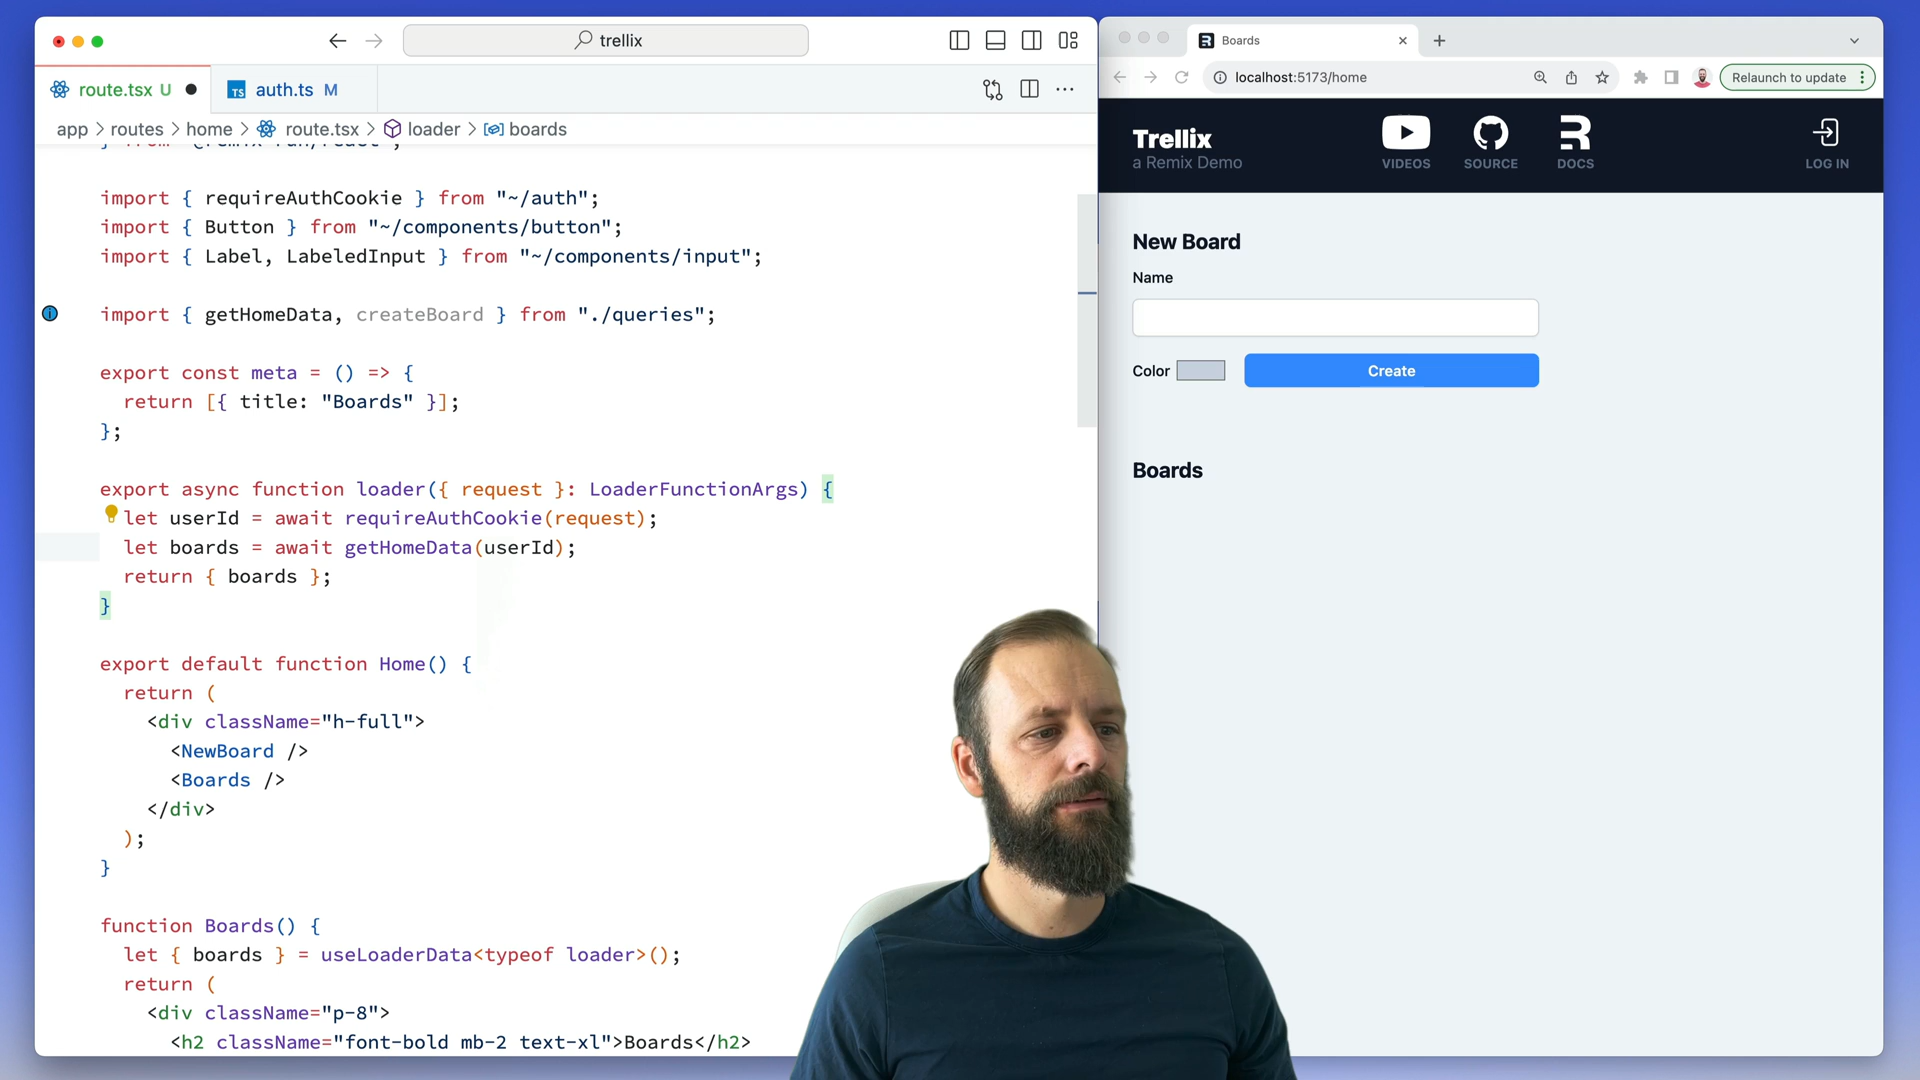 trellix
route.tsx U
TS auth.ts M
app > routes > home > route.tsx > loader > boards
import { requireAuthCookie } from "~/auth";
import { Button } from "~/components/button";
import { Label, LabeledInput } from "~/components/input";
import { getHomeData, createBoard } from "./queries";
export const meta = () => {
return [{ title: "Boards" }];
};
export async function loader({ request }: LoaderFunctionArgs) {
let userId = await requireAuthCookie(request);
let boards = await getHomeData(userId);
return { boards };
}
export default function Home() {
return (
<div className="h-full">
<NewBoard />
<Boards />
</div>
);
}
function Boards() {
let { boards } = useLoaderData<typeof loader>();
return (
<div className="p-8">
<h2 className="font-bold mb-2 text-xl">Boards</h2>
Boards
localhost:5173/home
Relaunch to update
Trellix
a Remix Demo
VIDEOS
SOURCE
DOCS
LOG IN
New Board
Name
Color
Create
Boards